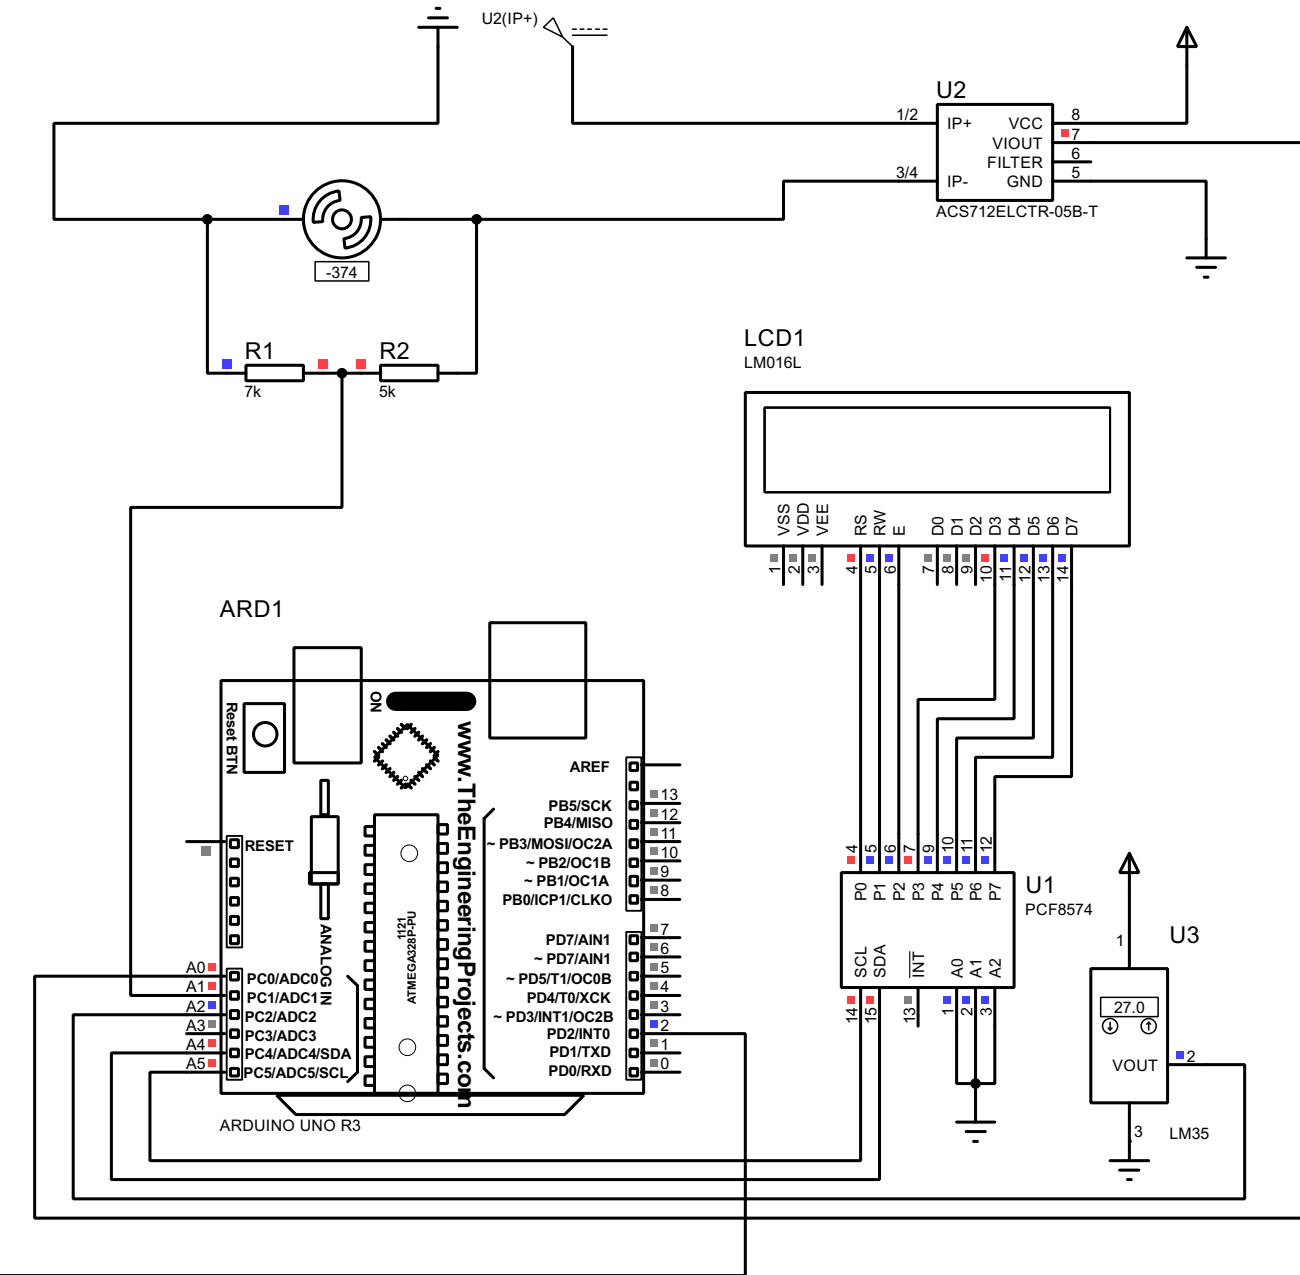 U2(IP+)
U2
1/2
IP+
VCC
8
VIOUT
7
FILTER
6
3/4
IP-
GND
5
ACS712ELCTR-05B-T
-374
R1
R2
7k
5k
LCD1
LM016L
VSS
VDD
VEE
RS
RW
E
D0
D1
D2
D3
D4
D5
D6
D7
1
2
3
4
5
6
7
8
9
10
11
12
13
14
ARD1
Reset BTN
ON
www.TheEngineeringProjects.com
ANALOG IN
1121
ATMEGA328P-PU
AREF
PB5/SCK
13
PB4/MISO
12
~ PB3/MOSI/OC2A
11
~ PB2/OC1B
10
~ PB1/OC1A
9
PB0/ICP1/CLKO
8
RESET
PD7/AIN1
7
~ PD7/AIN1
6
~ PD5/T1/OC0B
5
PD4/T0/XCK
4
~ PD3/INT1/OC2B
3
PD2/INT0
2
PD1/TXD
1
PD0/RXD
0
A0
PC0/ADC0
A1
PC1/ADC1
A2
PC2/ADC2
A3
PC3/ADC3
A4
PC4/ADC4/SDA
A5
PC5/ADC5/SCL
ARDUINO UNO R3
4
5
6
7
9
10
11
12
P0
P1
P2
P3
P4
P5
P6
P7
U1
PCF8574
SCL
SDA
INT
A0
A1
A2
14
15
13
1
2
3
U3
1
27.0
VOUT
2
3
LM35